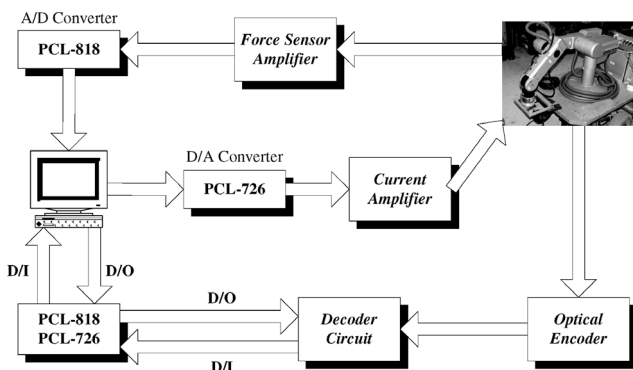 A/D Converter
PCL-818
Force Sensor
Amplifier
D/A Converter
PCL-726
Current
Amplifier
D/I
D/O
D/O
PCL-818
PCL-726
Decoder
Circuit
Optical
Encoder
D/I